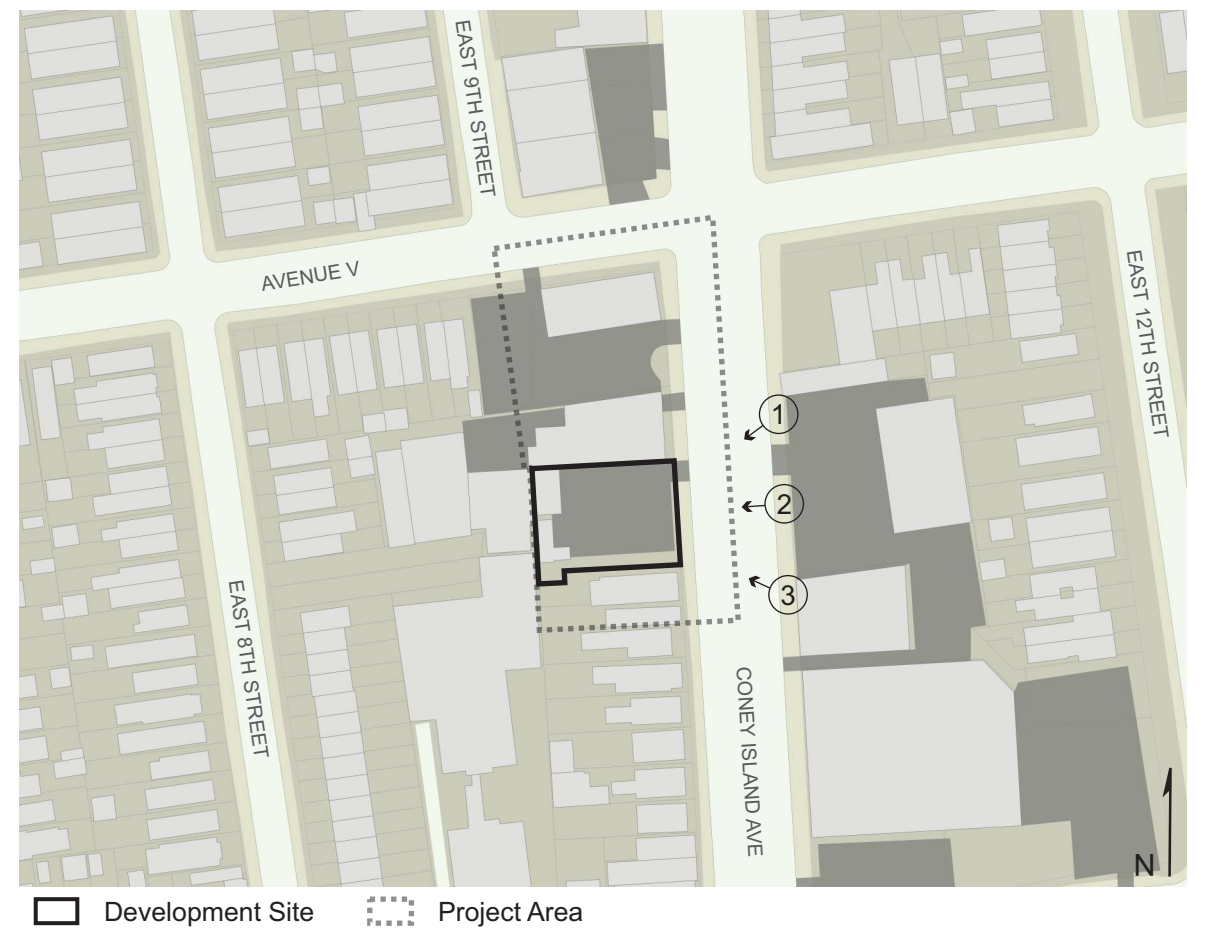 EAST 9TH STREET
AVENUE V
EAST 12TH STREET
1
2
3
EAST 8TH STREET
CONEY ISLAND AVE
N
Development Site
Project Area